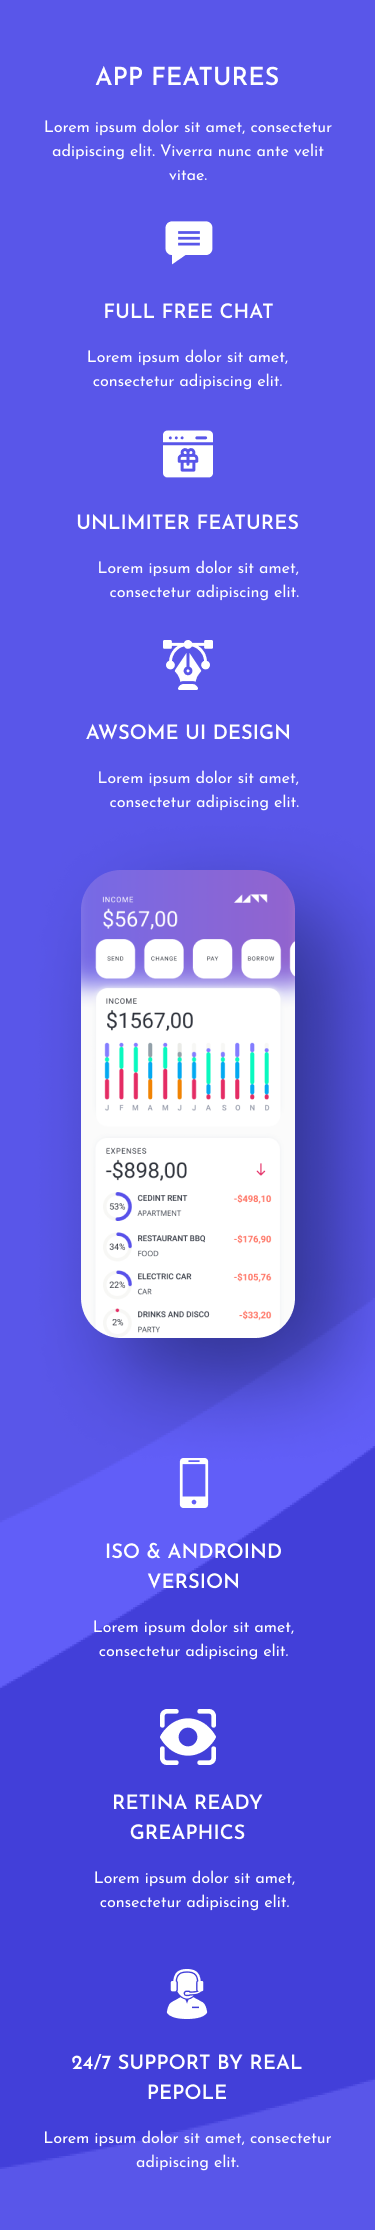 APP FEATURES
Lorem ipsum dolor sit amet, consectetur
adipiscing elit. Viverra nunc ante velit
vitae.
FULL FREE CHAT
Lorem ipsum dolor sit amet,
consectetur adipiscing elit.
UNLIMITER FEATURES
Lorem ipsum dolor sit amet,
consectetur adipiscing elit.
AWSOME UI DESIGN
Lorem ipsum dolor sit amet,
consectetur adipiscing elit.
INCOME
$567,00
SEND CHANGE PAY BORROW
INCOME
$1567,00
J F M A M J J A S O N D
EXPENSES
-$898,00
53% CEDINT RENT -$498,10
APARTMENT
34% RESTAURANT BBQ -$176,90
FOOD
22% ELECTRIC CAR -$105,76
CAR
2% DRINKS AND DISCO -$33,20
PARTY
ISO & ANDROIND
VERSION
Lorem ipsum dolor sit amet,
consectetur adipiscing elit.
RETINA READY
GREAPHICS
Lorem ipsum dolor sit amet,
consectetur adipiscing elit.
24/7 SUPPORT BY REAL
PEPOLE
Lorem ipsum dolor sit amet, consectetur
adipiscing elit.